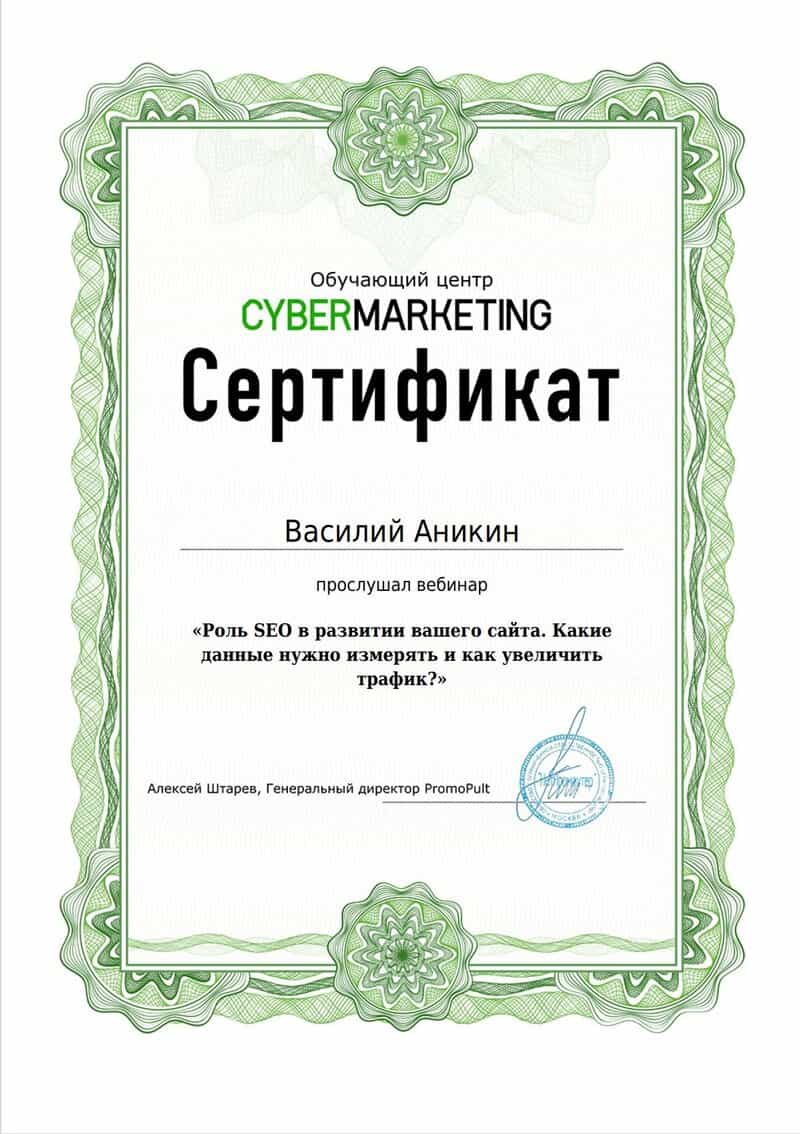 Обучающий центр
CYBERMARKETING
Сертификат
Василий Аникин
прослушал вебинар
«Роль SEO в развитии вашего сайта. Какие
данные нужно измерять и как увеличить
трафик?»
Алексей Штарев, Генеральный директор PromoPult
МОСКВА